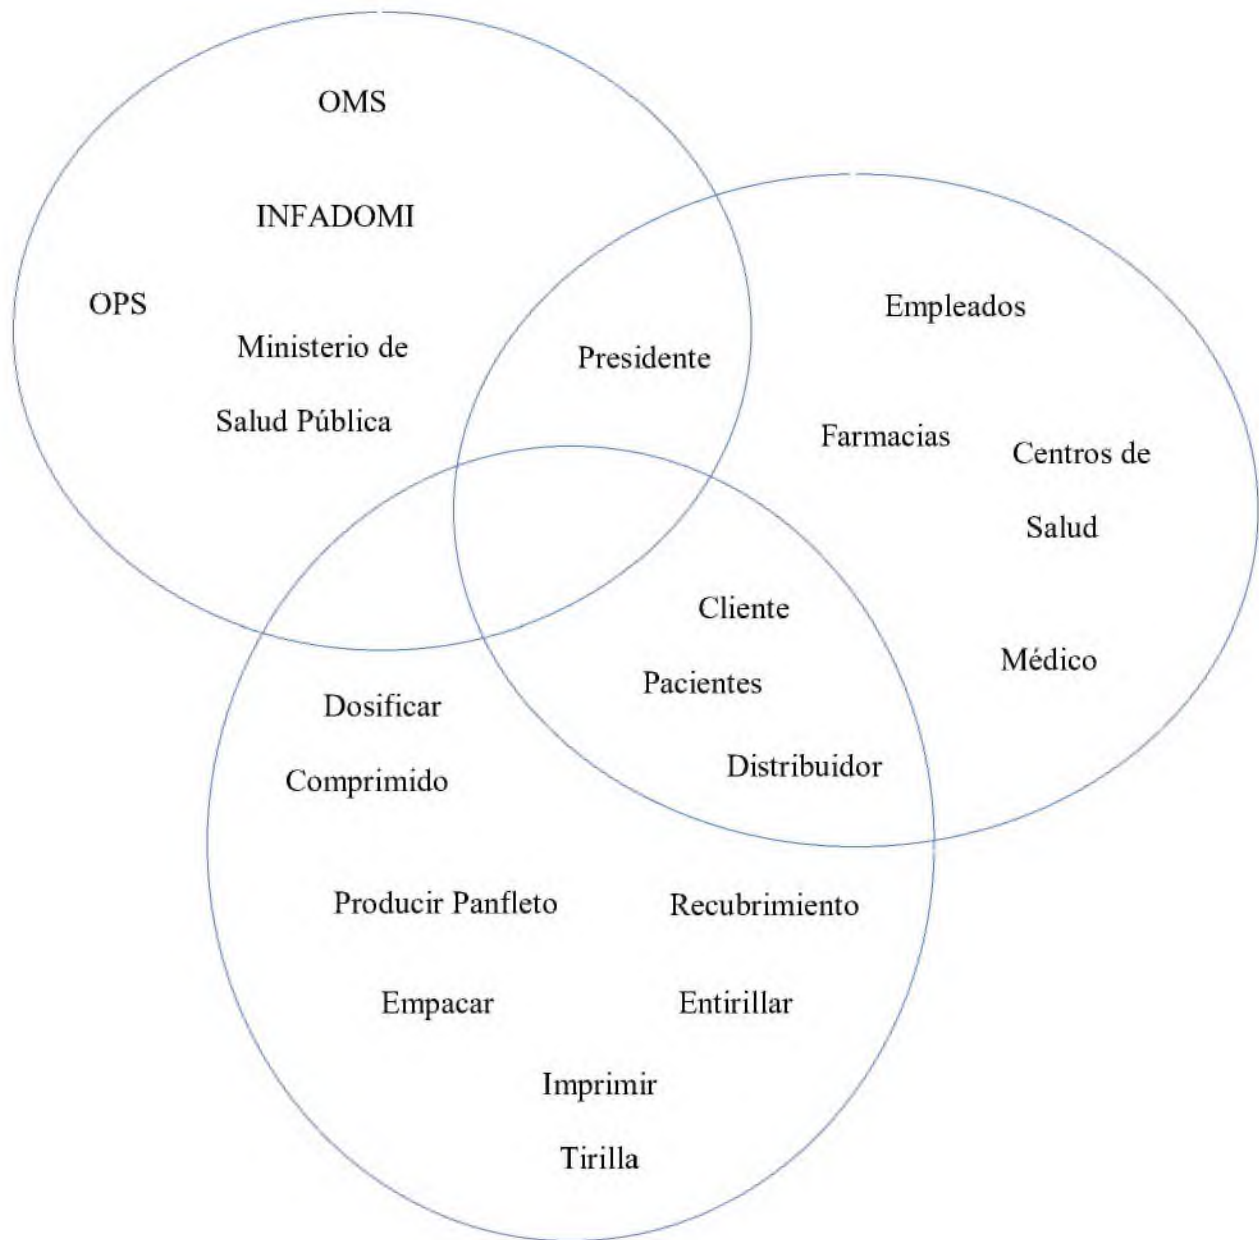 OMS
INFADOMI
OPS
Ministerio de
Salud Pública
Presidente
Empleados
Farmacias
Centros de
Salud
Médico
Cliente
Pacientes
Distribuidor
Dosificar
Comprimido
Producir Panfleto
Recubrimiento
Empacar
Entirillar
Imprimir
Tirilla